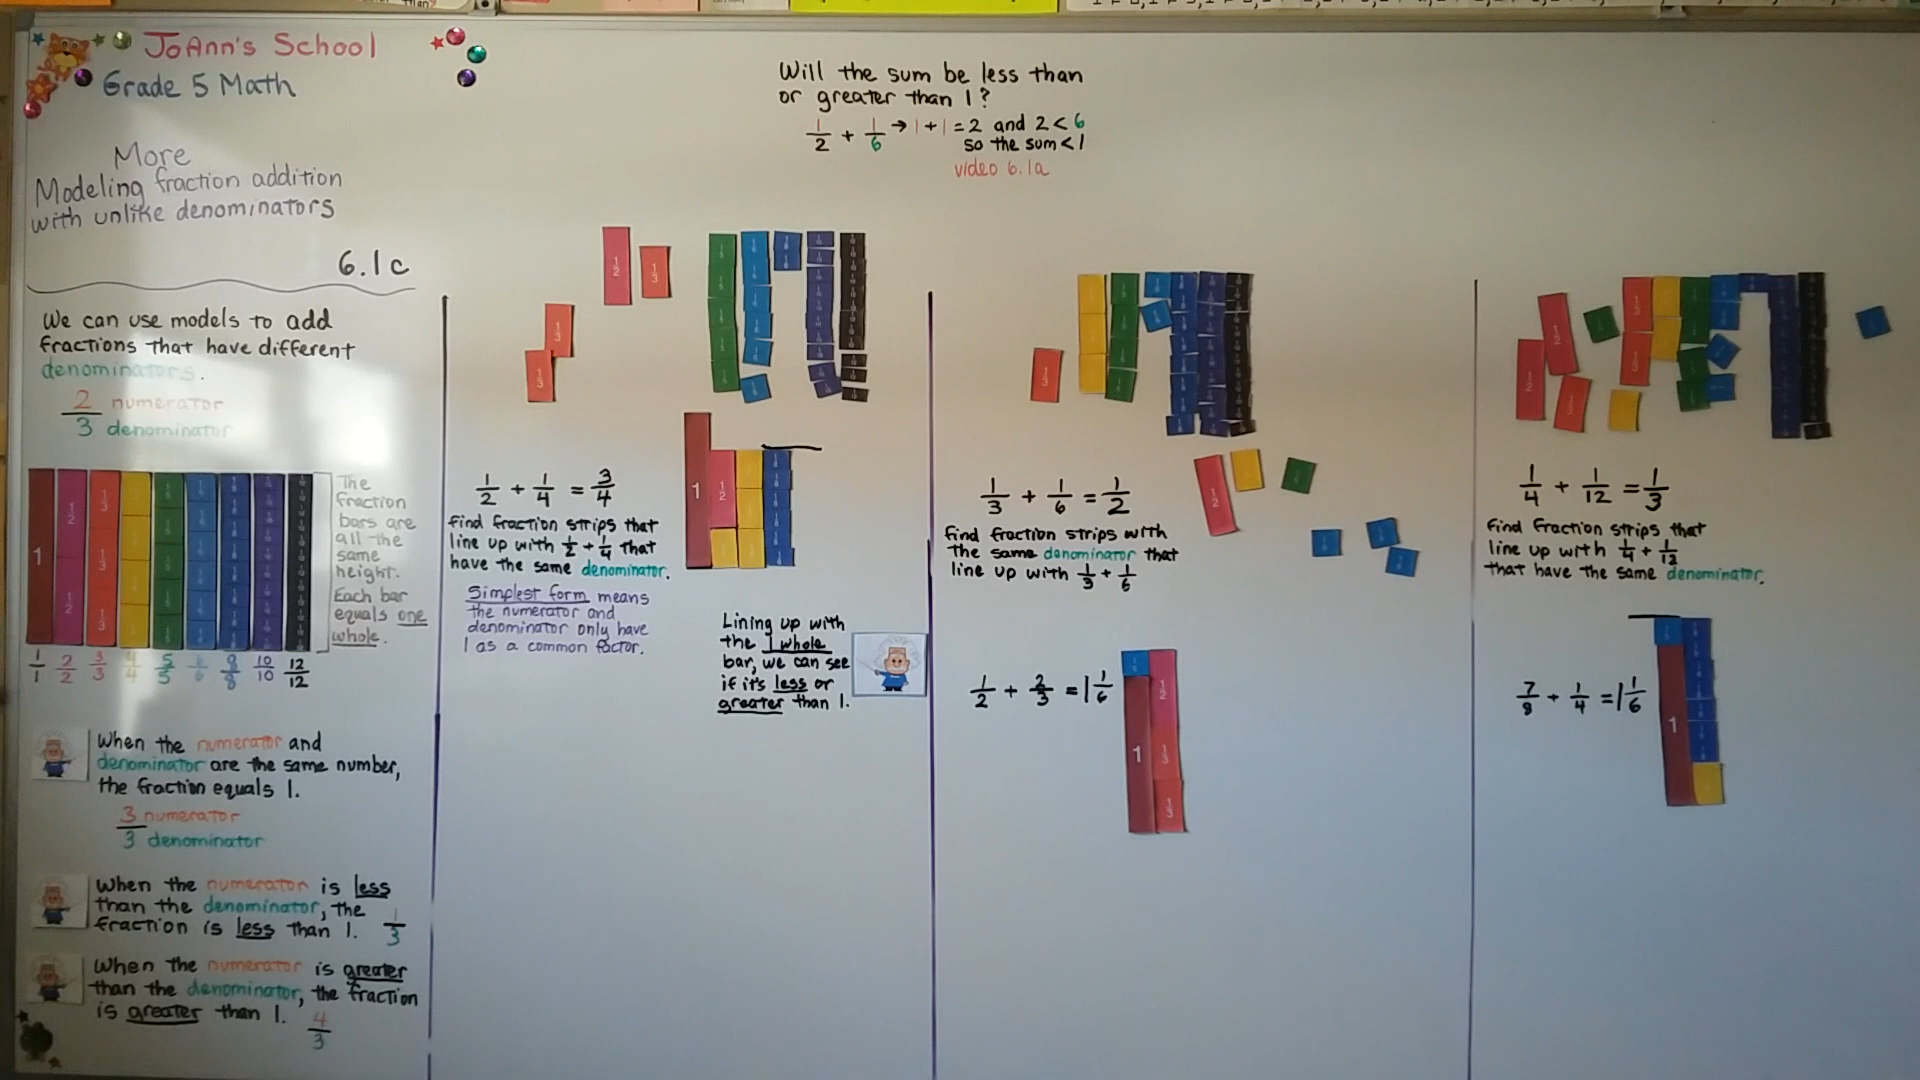 JoAnn's School
Grade 5 Math
More
Modeling fraction addition
with unlike denominators
6.1c
We can use models to add
fractions that have different
denominators.
2 numerator
3 denominator
The
fraction
bars are
all the
same
height.
Each bar
equals one
whole.
1/1 2/2 3/3 4/4 5/5 6/6 8/8 10/10 12/12
When the numerator and
denominator are the same number,
the fraction equals 1.
3 numerator
3 denominator
When the numerator is less
than the denominator, the
fraction is less than 1. 1/3
When the numerator is greater
than the denominator, the fraction
is greater than 1. 4/3
Will the sum be less than
or greater than 1?
1/2 + 1/6 → 1 + 1 = 2 and 2 < 6
so the sum < 1
video 6.1a
1/2 + 1/4 = 3/4
find fraction strips that
line up with 1/2 + 1/4 that
have the same denominator.
Simplest form means
the numerator and
denominator only have
1 as a common factor.
Lining up with
the 1 whole
bar, we can see
if it's less or
greater than 1.
1/3 + 1/6 = 1/2
find fraction strips with
the same denominator that
line up with 1/3 + 1/6
1/2 + 2/3 = 1 1/6
1/4 + 1/12 = 1/3
find fraction strips that
line up with 1/4 + 1/12
that have the same denominator.
7/8 + 1/4 = 1 1/6